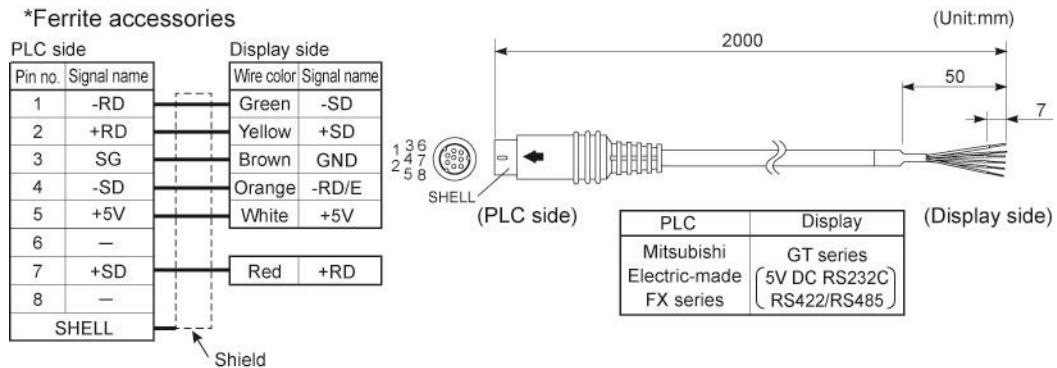 *Ferrite accessories
PLC side
Display side
Pin no. Signal name
Wire color Signal name
1 -RD Green -SD
2 +RD Yellow +SD
3 SG Brown GND
4 -SD Orange -RD/E
5 +5V White +5V
6 –
7 +SD Red +RD
8 –
SHELL
Shield
(Unit:mm)
2000
50
7
1 3 6
4 7
2 5 8
SHELL
(PLC side)
(Display side)
PLC Display
Mitsubishi GT series
Electric-made 5V DC RS232C
FX series RS422/RS485